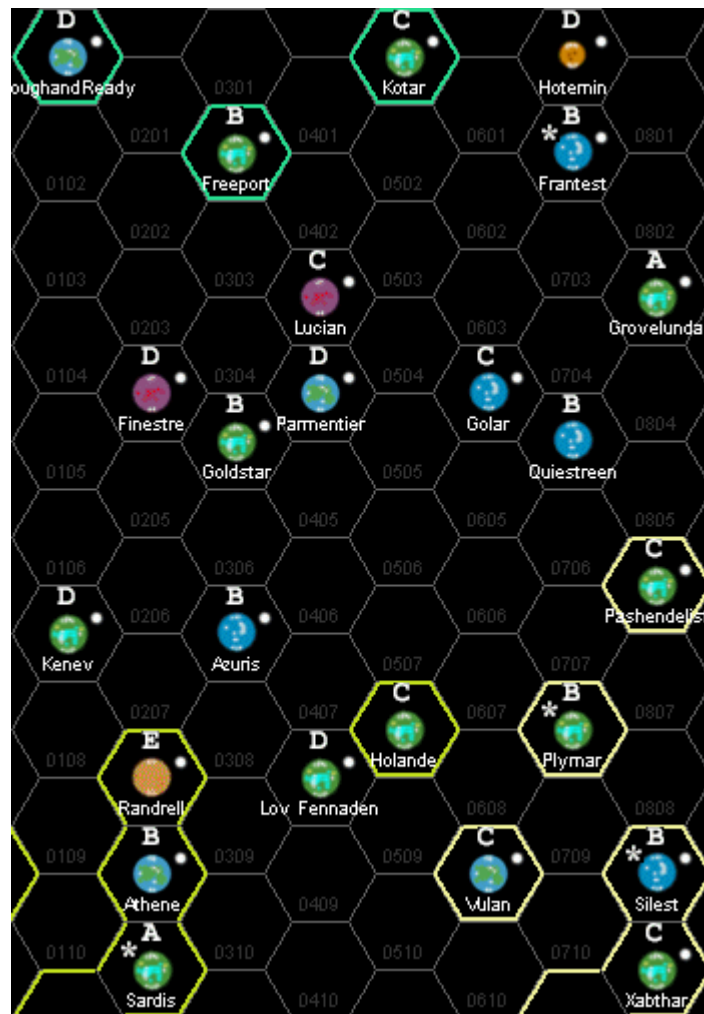 D C D
oughandReady 0301 Kotar Hotemin
B * B
0201 0401 0601 0801
0102 Freeport 0502 Frantest
0202 0402 0602 0802
C A
0103 0303 0503 0703
0203 Lucian 0603 Grovelunda
D D C
0104 0304 0504 0704
B B
Finestre Parmentier Golar 0804
0105 Goldstar 0505 Quiestreen
0205 0405 0605 0805
C
0106 0306 0506 0706
D B
0206 0406 0606 Pashendelist
Kenev Azuris 0507 0707
C * B
0207 0407 0607 0807
E D
0108 0308 Holande Plymar
Randrell Lov Fennaden 0608 0808
B C * B
0109 0309 0509 0709
Athene 0409 Vulan Silest
* A C
0110 0310 0510 0710
Sardis 0410 0610 Xabthar